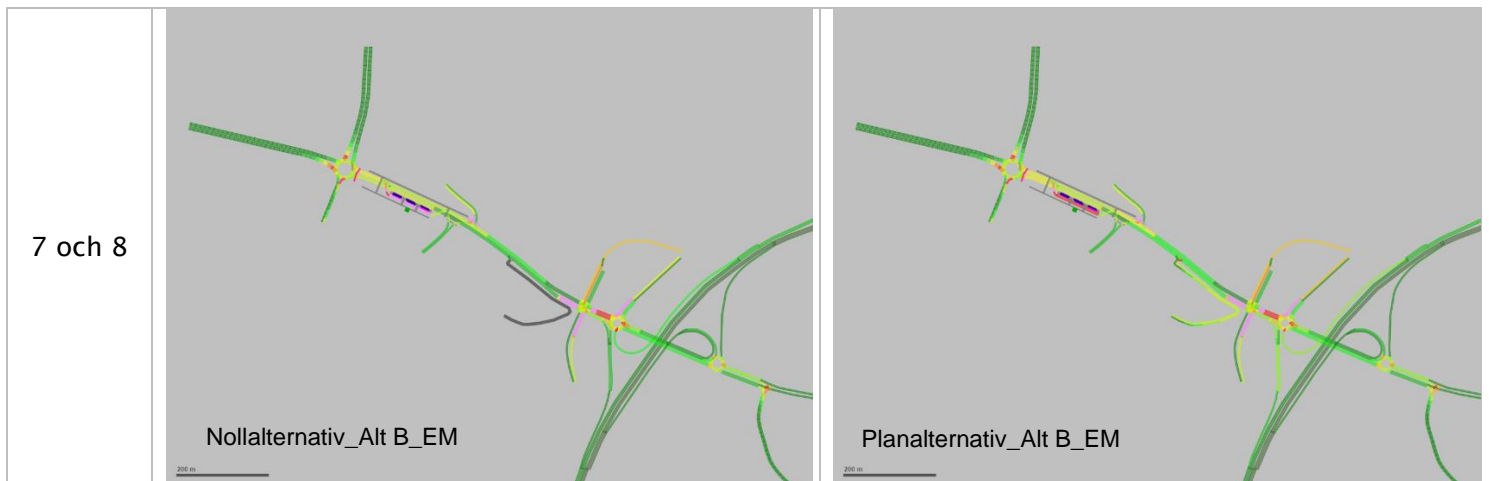 7 och 8
Nollalternativ_Alt B_EM
200 m
Planalternativ_Alt B_EM
200 m